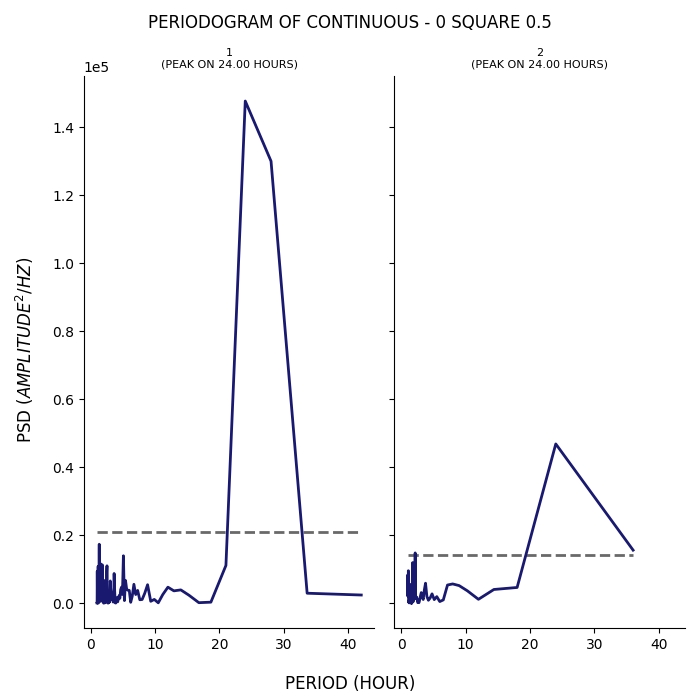 PERIODOGRAM OF CONTINUOUS - 0 SQUARE 0.5
1
(PEAK ON 24.00 HOURS)
2
(PEAK ON 24.00 HOURS)
1e5
1.4
1.2
1.0
0.8
0.6
0.4
0.2
0.0
PSD (AMPLITUDE²/HZ)
0 10 20 30 40
0 10 20 30 40
PERIOD (HOUR)